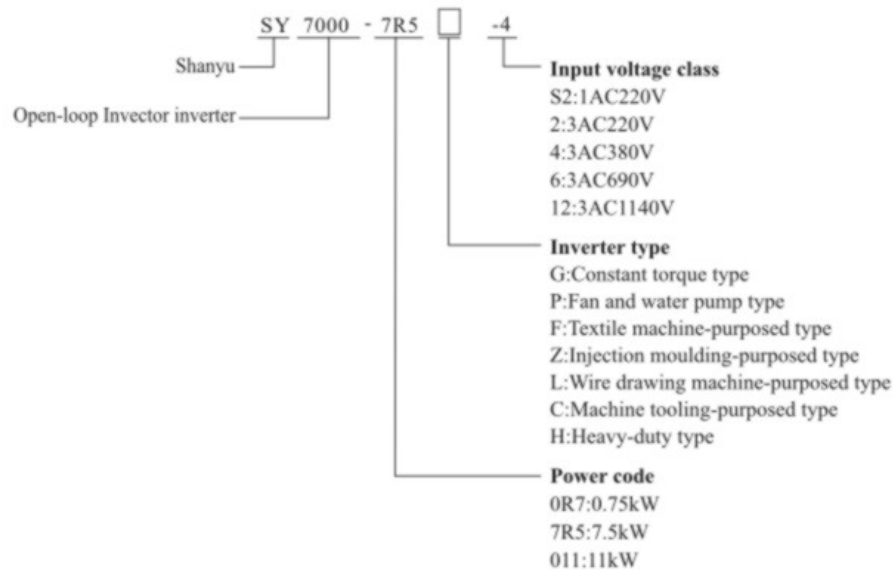 SY 7000 - 7R5 □ -4
Shanyu
Open-loop Invector inverter
Input voltage class
S2:1AC220V
2:3AC220V
4:3AC380V
6:3AC690V
12:3AC1140V
Inverter type
G:Constant torque type
P:Fan and water pump type
F:Textile machine-purposed type
Z:Injection moulding-purposed type
L:Wire drawing machine-purposed type
C:Machine tooling-purposed type
H:Heavy-duty type
Power code
0R7:0.75kW
7R5:7.5kW
011:11kW